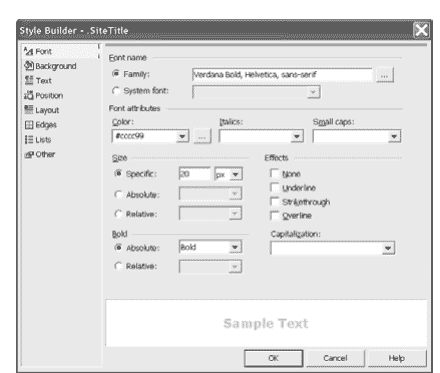 Style Builder - .SiteTitle
Font
Background
Text
Position
Layout
Edges
Lists
Other
Font name
Family: Verdana Bold, Helvetica, sans-serif ...
System font:
Font attributes
Color: Italics: Small caps:
#cccc99 ...
Size Effects
Specific: 20 px None
Absolute: Underline
Relative: Strikethrough
Overline
Bold Capitalization:
Absolute: Bold
Relative:
Sample Text
OK Cancel Help